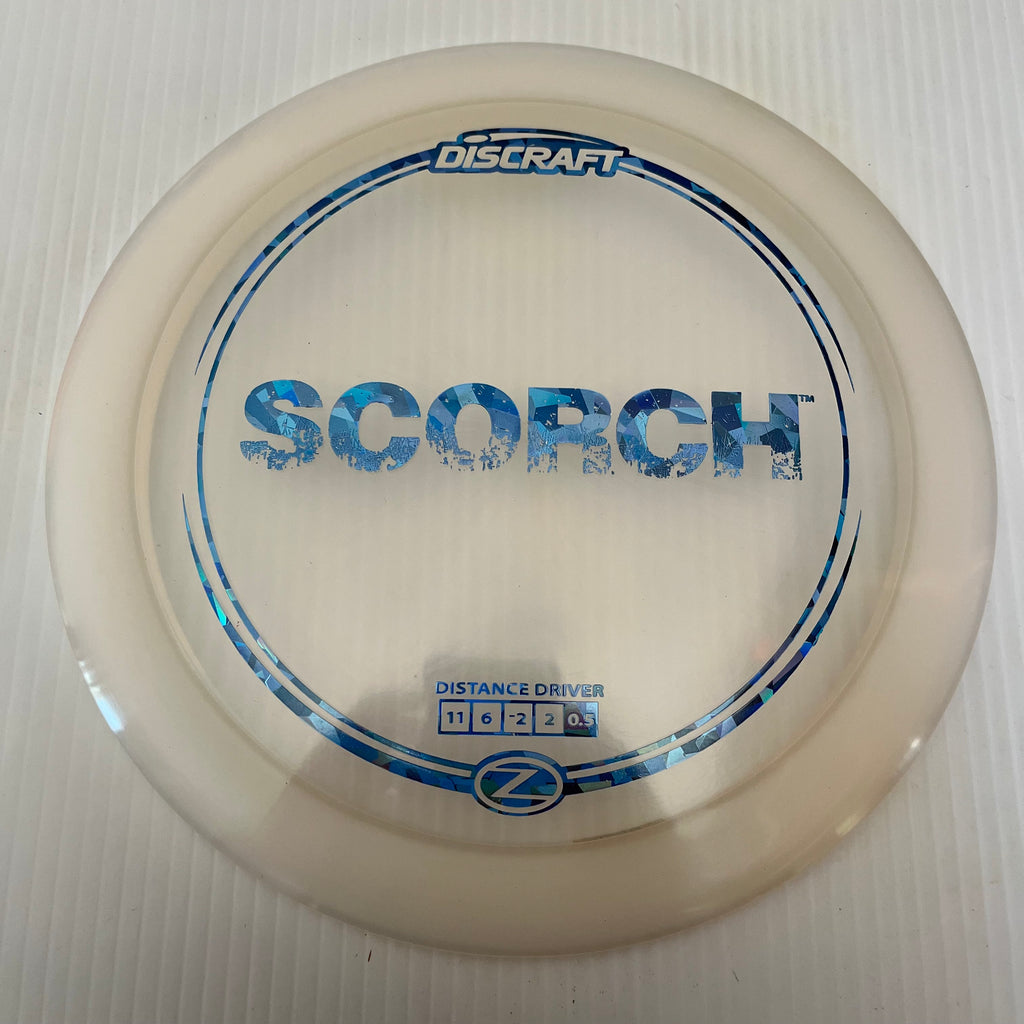 DISCRAFT
SCORCH™
DISTANCE DRIVER
11 6 -2 2 0.5
Z